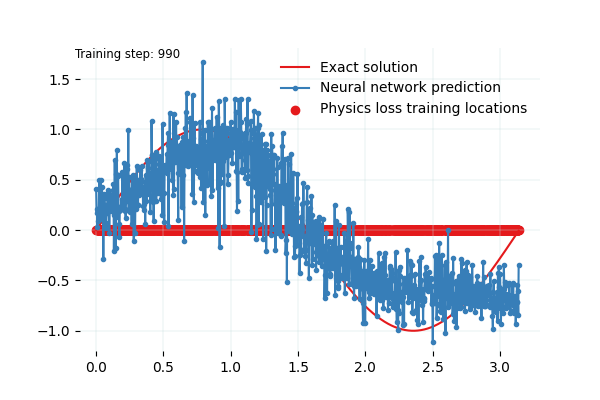 Training step: 990
Exact solution
Neural network prediction
Physics loss training locations
1.5
1.0
0.5
0.0
−0.5
−1.0
0.0 0.5 1.0 1.5 2.0 2.5 3.0